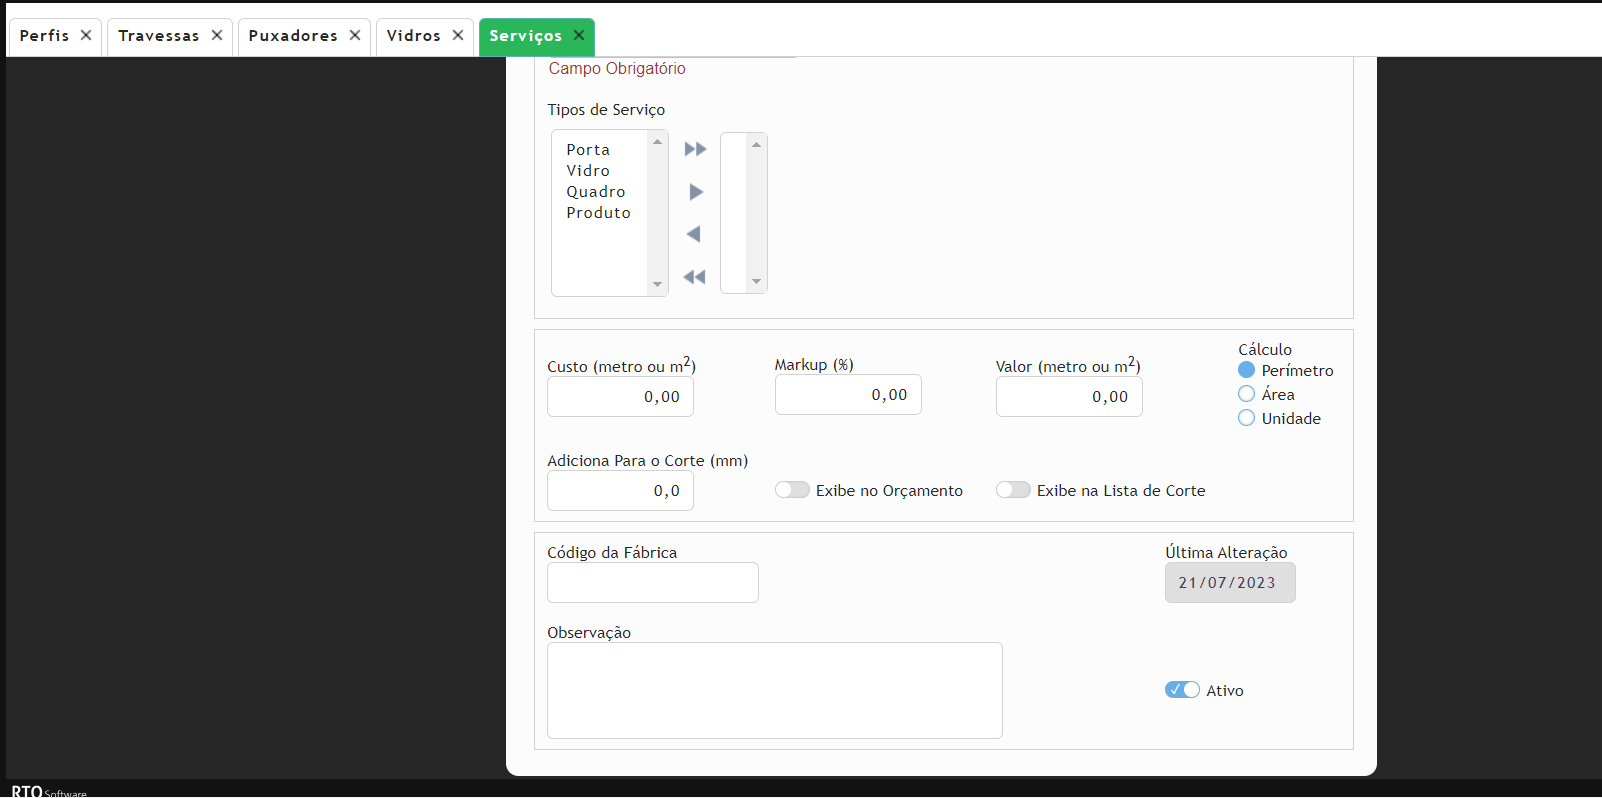 Perfis
Travessas
Puxadores
Vidros
Serviços
Campo Obrigatório
Tipos de Serviço
Porta
Vidro
Quadro
Produto
Custo (metro ou m²)
0,00
Markup (%)
0,00
Valor (metro ou m²)
0,00
Cálculo
Perímetro
Área
Unidade
Adiciona Para o Corte (mm)
0,0
Exibe no Orçamento
Exibe na Lista de Corte
Código da Fábrica
Última Alteração
21/07/2023
Observação
Ativo
RTO Software